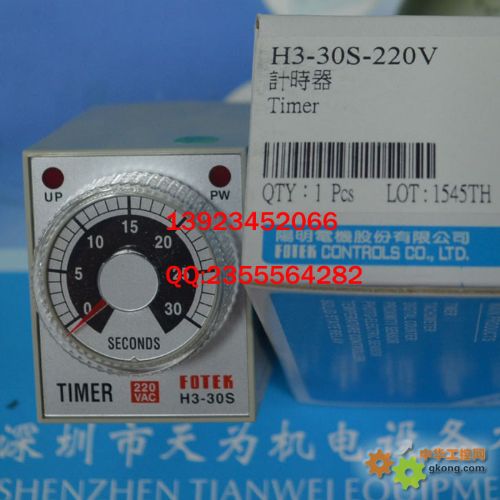 H3-30S-220V
計時器
Timer
QTY: 1 Pcs
LOT: 1545TH
陽明電機股份有限公司
FOTEK CONTROLS CO., LTD.
UP
PW
0
5
10
15
20
30
SECONDS
TIMER
220 VAC
FOTEK
H3-30S
13923452066
QQ:2355564282
深圳市天为机电设备
SHENZHEN TIANWEI
中华工控网
gkong.com